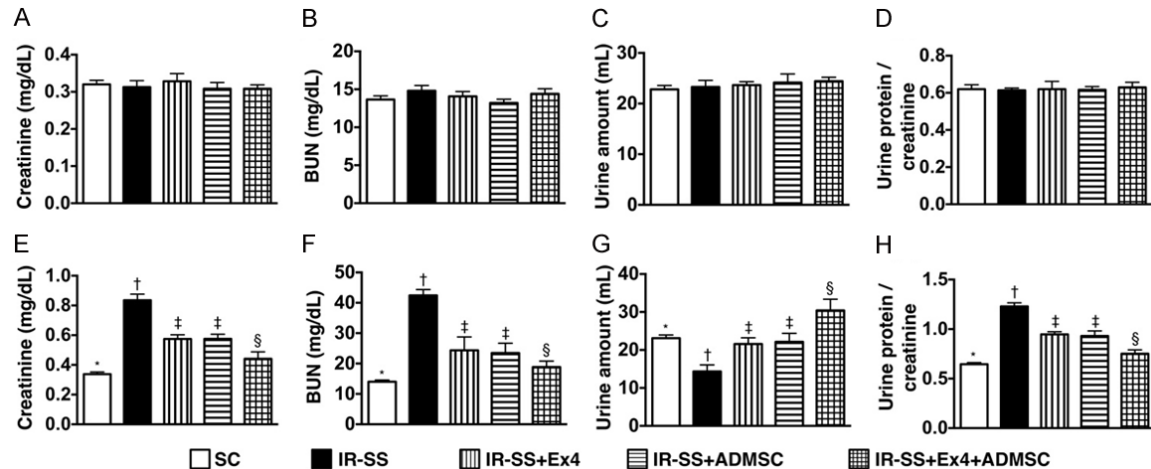 A
Creatinine (mg/dL)
0.4
0.3
0.2
0.1
0.0
B
BUN (mg/dL)
20
15
10
5
0
C
Urine amount (mL)
30
20
10
0
D
Urine protein /
creatinine
0.8
0.6
0.4
0.2
0.0
E
Creatinine (mg/dL)
1.0
0.8
0.6
0.4
0.2
0.0
* † ‡ ‡ §
F
BUN (mg/dL)
50
40
30
20
10
0
* † ‡ ‡ §
G
Urine amount (mL)
40
30
20
10
0
* † ‡ ‡ §
H
Urine protein /
creatinine
1.5
1.0
0.5
0.0
* † ‡ ‡ §
SC IR-SS IR-SS+Ex4 IR-SS+ADMSC IR-SS+Ex4+ADMSC